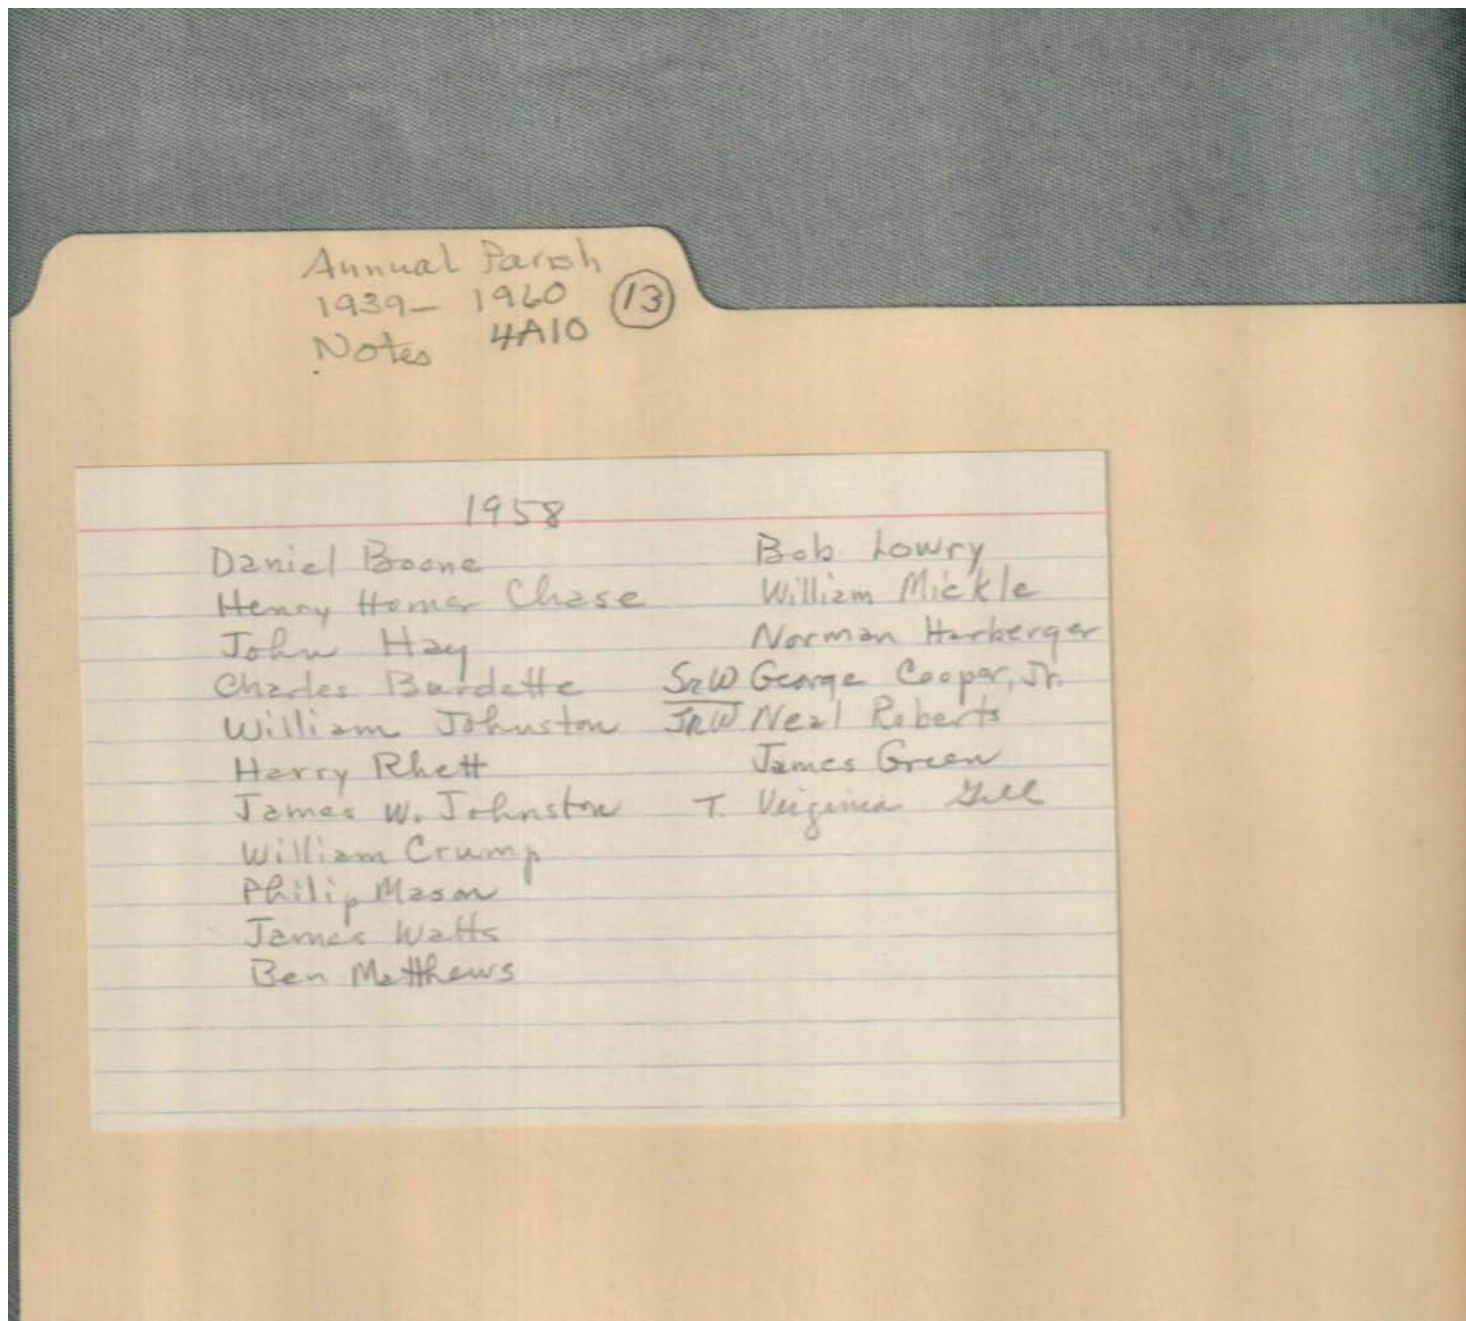 Annual Parish
1939- 1960 13
Notes 4A10
1958
Daniel Boone
Henry Homer Chase
John Hay
Charles Burdette
William Johnston
Harry Rhett
James W. Johnston
William Crump
Philip Mason
James Watts
Ben Matthews
Bob Lowry
William Mickle
Norman Harberger
SRW George Cooper, Jr.
JRW Neal Roberts
James Green
T. Virginia Gill